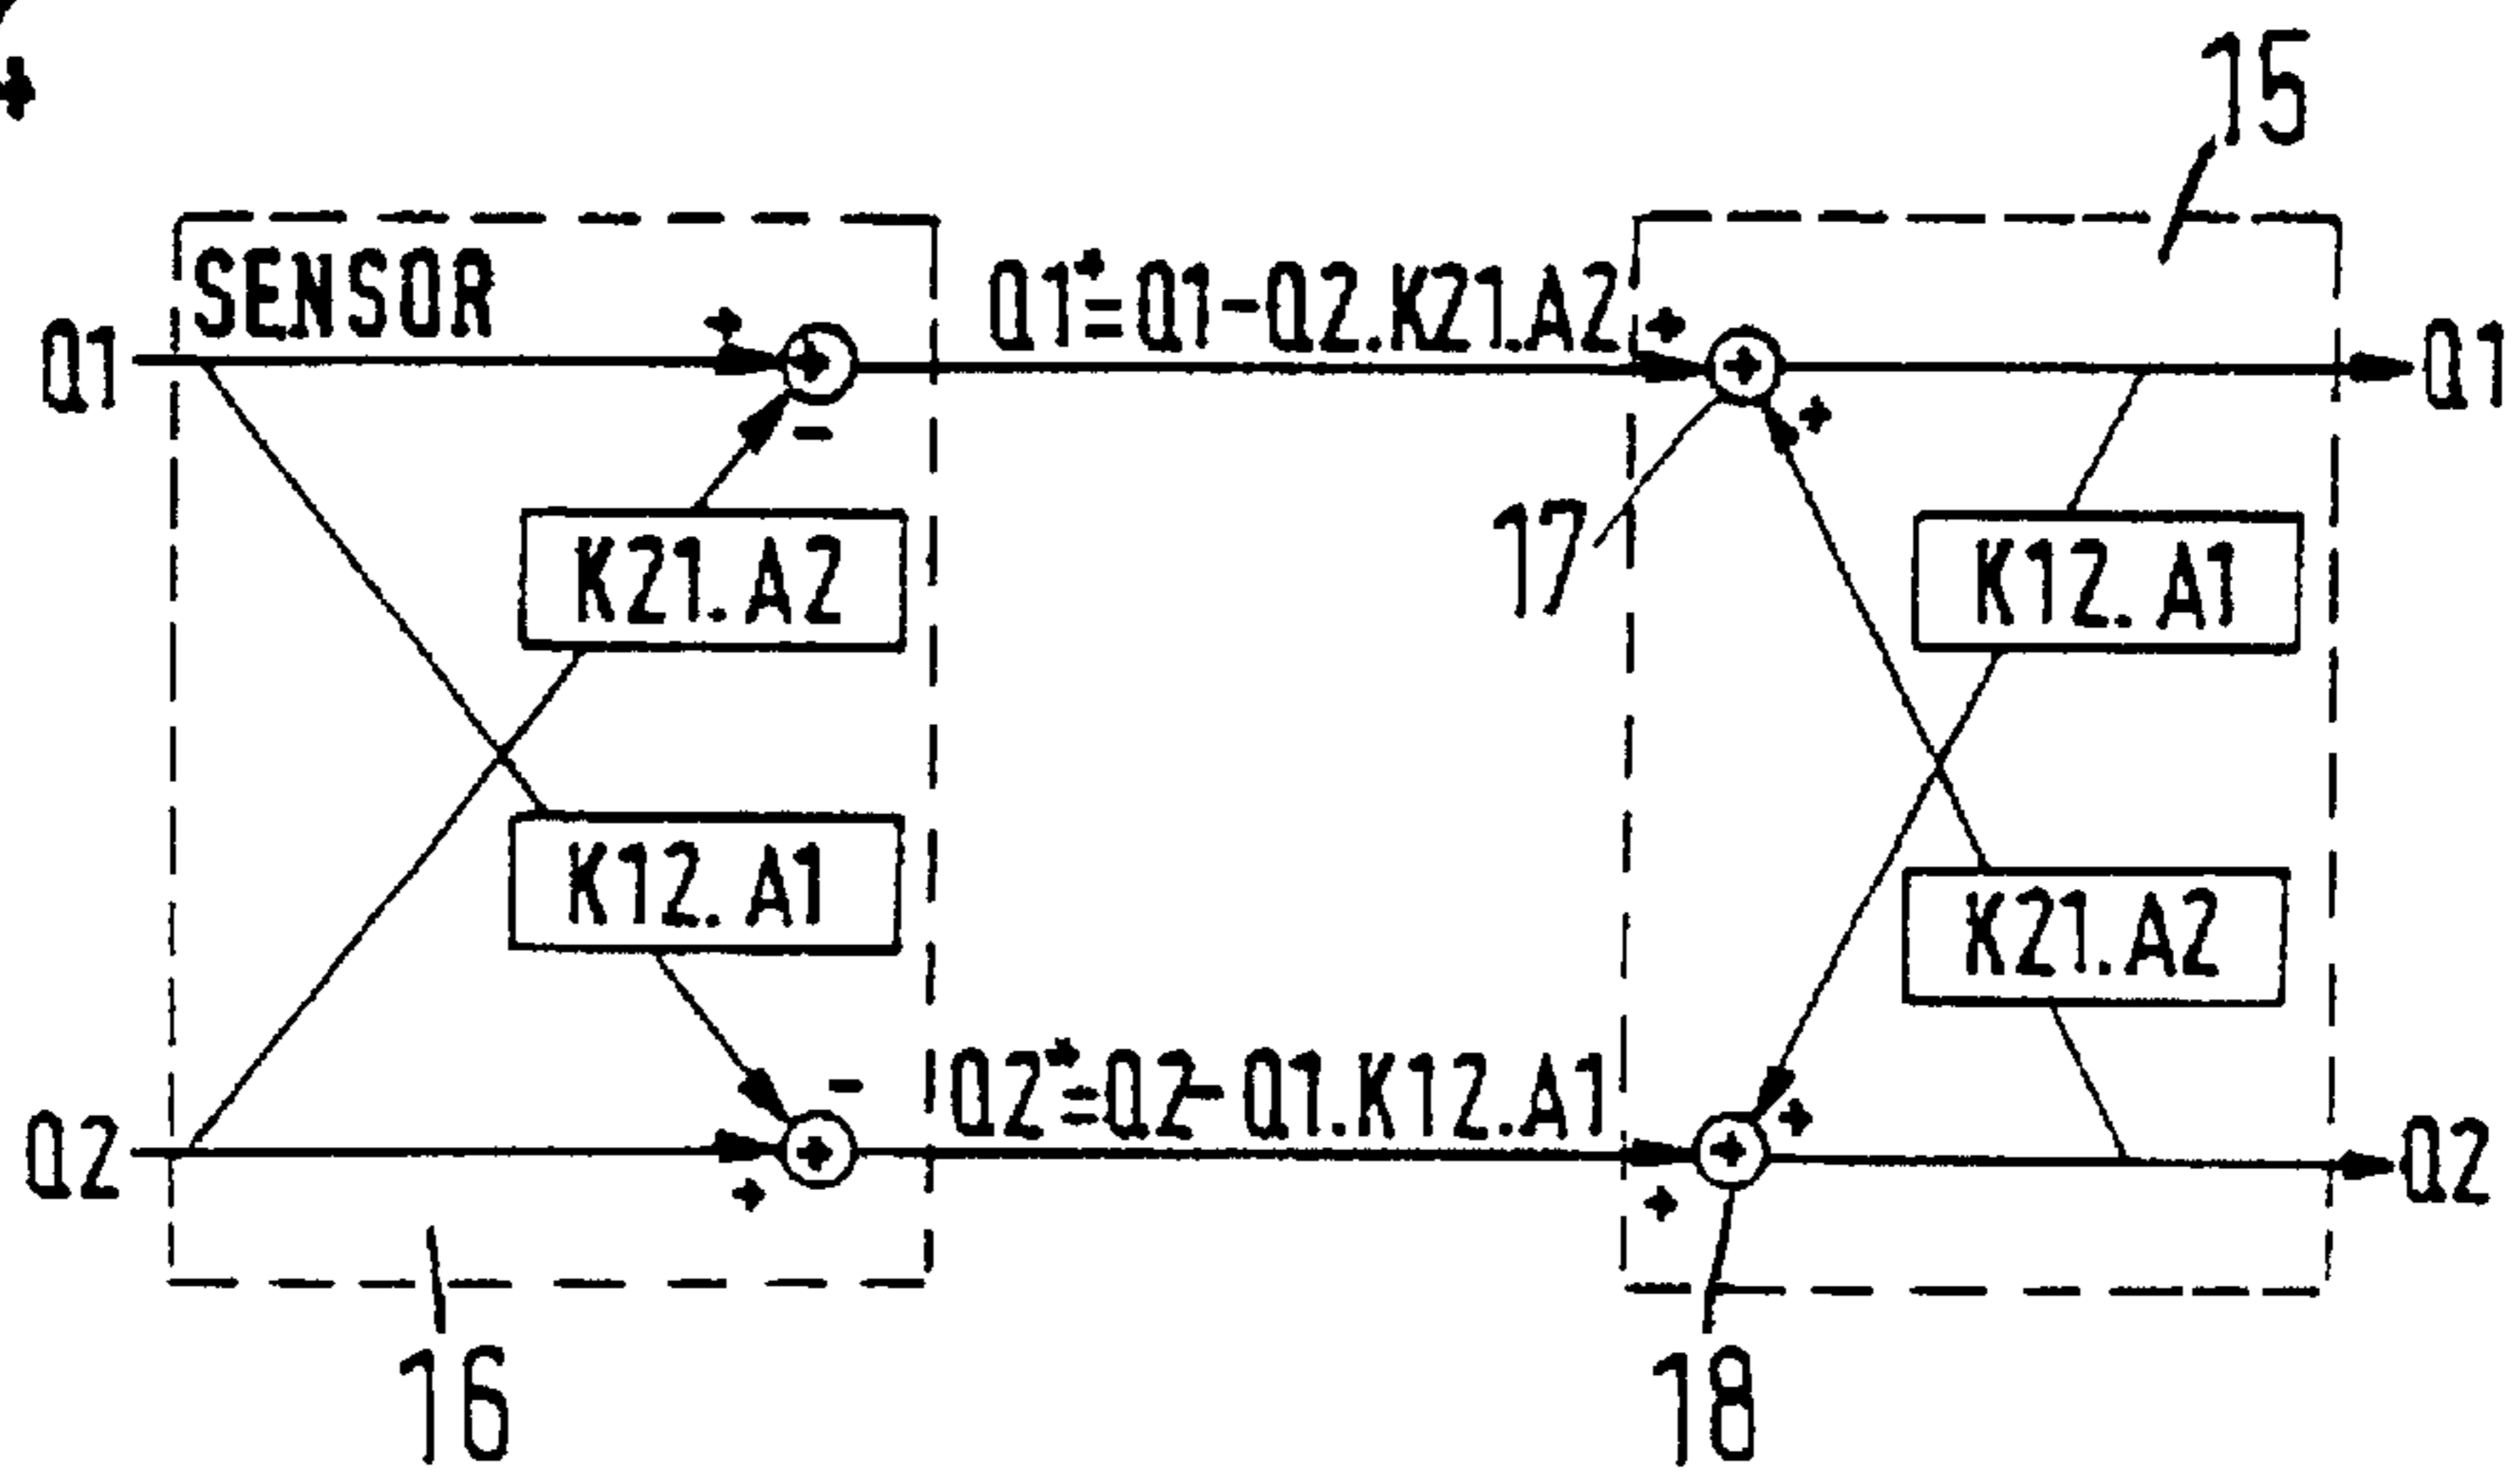 15
SENSOR
Q1
+
+
-
Q1*=Q1-Q2.K21.A2
+
+
+
Q1
K21.A2
17
K12.A1
K12.A1
K21.A2
Q2
-
+
+
Q2*=Q2-Q1.K12.A1
+
+
+
Q2
16
18